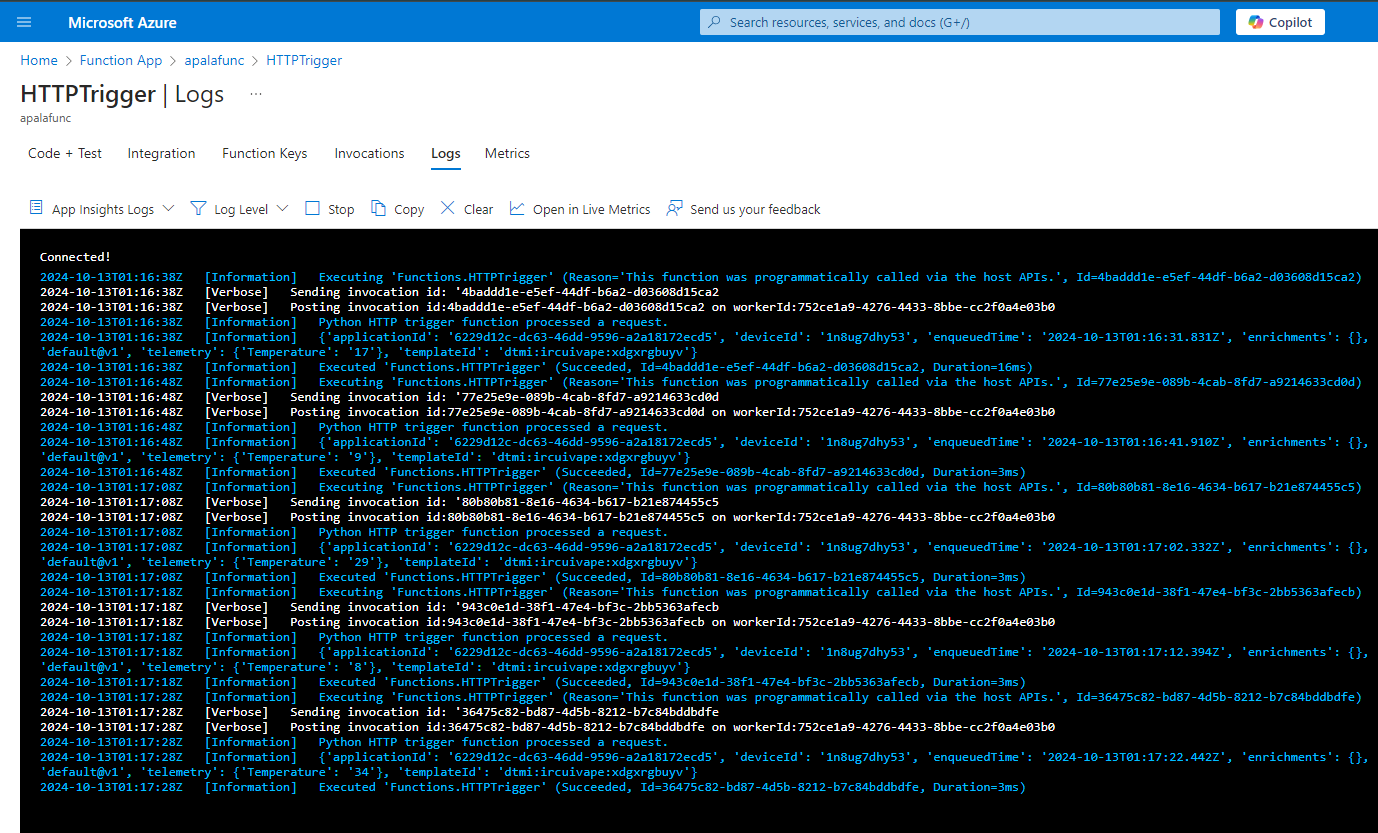 Microsoft Azure
Search resources, services, and docs (G+/)
Copilot
Home > Function App > apalafunc > HTTPTrigger
HTTPTrigger | Logs ...
apalafunc
Code + Test Integration Function Keys Invocations Logs Metrics
App Insights Logs Log Level Stop Copy Clear Open in Live Metrics Send us your feedback
Connected!
2024-10-13T01:16:38Z [Information] Executing 'Functions.HTTPTrigger' (Reason='This function was programmatically called via the host APIs.', Id=4baddd1e-e5ef-44df-b6a2-d03608d15ca2)
2024-10-13T01:16:38Z [Verbose] Sending invocation id: '4baddd1e-e5ef-44df-b6a2-d03608d15ca2
2024-10-13T01:16:38Z [Verbose] Posting invocation id:4baddd1e-e5ef-44df-b6a2-d03608d15ca2 on workerId:752ce1a9-4276-4433-8bbe-cc2f0a4e03b0
2024-10-13T01:16:38Z [Information] Python HTTP trigger function processed a request.
2024-10-13T01:16:38Z [Information] {'applicationId': '6229d12c-dc63-46dd-9596-a2a18172ecd5', 'deviceId': '1n8ug7dhy53', 'enqueuedTime': '2024-10-13T01:16:31.831Z', 'enrichments': {},
'default@v1', 'telemetry': {'Temperature': '17'}, 'templateId': 'dtmi:ircuivape:xdgxrgbuyv'}
2024-10-13T01:16:38Z [Information] Executed 'Functions.HTTPTrigger' (Succeeded, Id=4baddd1e-e5ef-44df-b6a2-d03608d15ca2, Duration=16ms)
2024-10-13T01:16:48Z [Information] Executing 'Functions.HTTPTrigger' (Reason='This function was programmatically called via the host APIs.', Id=77e25e9e-089b-4cab-8fd7-a9214633cd0d)
2024-10-13T01:16:48Z [Verbose] Sending invocation id: '77e25e9e-089b-4cab-8fd7-a9214633cd0d
2024-10-13T01:16:48Z [Verbose] Posting invocation id:77e25e9e-089b-4cab-8fd7-a9214633cd0d on workerId:752ce1a9-4276-4433-8bbe-cc2f0a4e03b0
2024-10-13T01:16:48Z [Information] Python HTTP trigger function processed a request.
2024-10-13T01:16:48Z [Information] {'applicationId': '6229d12c-dc63-46dd-9596-a2a18172ecd5', 'deviceId': '1n8ug7dhy53', 'enqueuedTime': '2024-10-13T01:16:41.910Z', 'enrichments': {},
'default@v1', 'telemetry': {'Temperature': '9'}, 'templateId': 'dtmi:ircuivape:xdgxrgbuyv'}
2024-10-13T01:16:48Z [Information] Executed 'Functions.HTTPTrigger' (Succeeded, Id=77e25e9e-089b-4cab-8fd7-a9214633cd0d, Duration=3ms)
2024-10-13T01:17:08Z [Information] Executing 'Functions.HTTPTrigger' (Reason='This function was programmatically called via the host APIs.', Id=80b80b81-8e16-4634-b617-b21e874455c5)
2024-10-13T01:17:08Z [Verbose] Sending invocation id: '80b80b81-8e16-4634-b617-b21e874455c5
2024-10-13T01:17:08Z [Verbose] Posting invocation id:80b80b81-8e16-4634-b617-b21e874455c5 on workerId:752ce1a9-4276-4433-8bbe-cc2f0a4e03b0
2024-10-13T01:17:08Z [Information] Python HTTP trigger function processed a request.
2024-10-13T01:17:08Z [Information] {'applicationId': '6229d12c-dc63-46dd-9596-a2a18172ecd5', 'deviceId': '1n8ug7dhy53', 'enqueuedTime': '2024-10-13T01:17:02.332Z', 'enrichments': {},
'default@v1', 'telemetry': {'Temperature': '29'}, 'templateId': 'dtmi:ircuivape:xdgxrgbuyv'}
2024-10-13T01:17:08Z [Information] Executed 'Functions.HTTPTrigger' (Succeeded, Id=80b80b81-8e16-4634-b617-b21e874455c5, Duration=3ms)
2024-10-13T01:17:18Z [Information] Executing 'Functions.HTTPTrigger' (Reason='This function was programmatically called via the host APIs.', Id=943c0e1d-38f1-47e4-bf3c-2bb5363afecb)
2024-10-13T01:17:18Z [Verbose] Sending invocation id: '943c0e1d-38f1-47e4-bf3c-2bb5363afecb
2024-10-13T01:17:18Z [Verbose] Posting invocation id:943c0e1d-38f1-47e4-bf3c-2bb5363afecb on workerId:752ce1a9-4276-4433-8bbe-cc2f0a4e03b0
2024-10-13T01:17:18Z [Information] Python HTTP trigger function processed a request.
2024-10-13T01:17:18Z [Information] {'applicationId': '6229d12c-dc63-46dd-9596-a2a18172ecd5', 'deviceId': '1n8ug7dhy53', 'enqueuedTime': '2024-10-13T01:17:12.394Z', 'enrichments': {},
'default@v1', 'telemetry': {'Temperature': '8'}, 'templateId': 'dtmi:ircuivape:xdgxrgbuyv'}
2024-10-13T01:17:18Z [Information] Executed 'Functions.HTTPTrigger' (Succeeded, Id=943c0e1d-38f1-47e4-bf3c-2bb5363afecb, Duration=3ms)
2024-10-13T01:17:28Z [Information] Executing 'Functions.HTTPTrigger' (Reason='This function was programmatically called via the host APIs.', Id=36475c82-bd87-4d5b-8212-b7c84bddbdfe)
2024-10-13T01:17:28Z [Verbose] Sending invocation id: '36475c82-bd87-4d5b-8212-b7c84bddbdfe
2024-10-13T01:17:28Z [Verbose] Posting invocation id:36475c82-bd87-4d5b-8212-b7c84bddbdfe on workerId:752ce1a9-4276-4433-8bbe-cc2f0a4e03b0
2024-10-13T01:17:28Z [Information] Python HTTP trigger function processed a request.
2024-10-13T01:17:28Z [Information] {'applicationId': '6229d12c-dc63-46dd-9596-a2a18172ecd5', 'deviceId': '1n8ug7dhy53', 'enqueuedTime': '2024-10-13T01:17:22.442Z', 'enrichments': {},
'default@v1', 'telemetry': {'Temperature': '34'}, 'templateId': 'dtmi:ircuivape:xdgxrgbuyv'}
2024-10-13T01:17:28Z [Information] Executed 'Functions.HTTPTrigger' (Succeeded, Id=36475c82-bd87-4d5b-8212-b7c84bddbdfe, Duration=3ms)